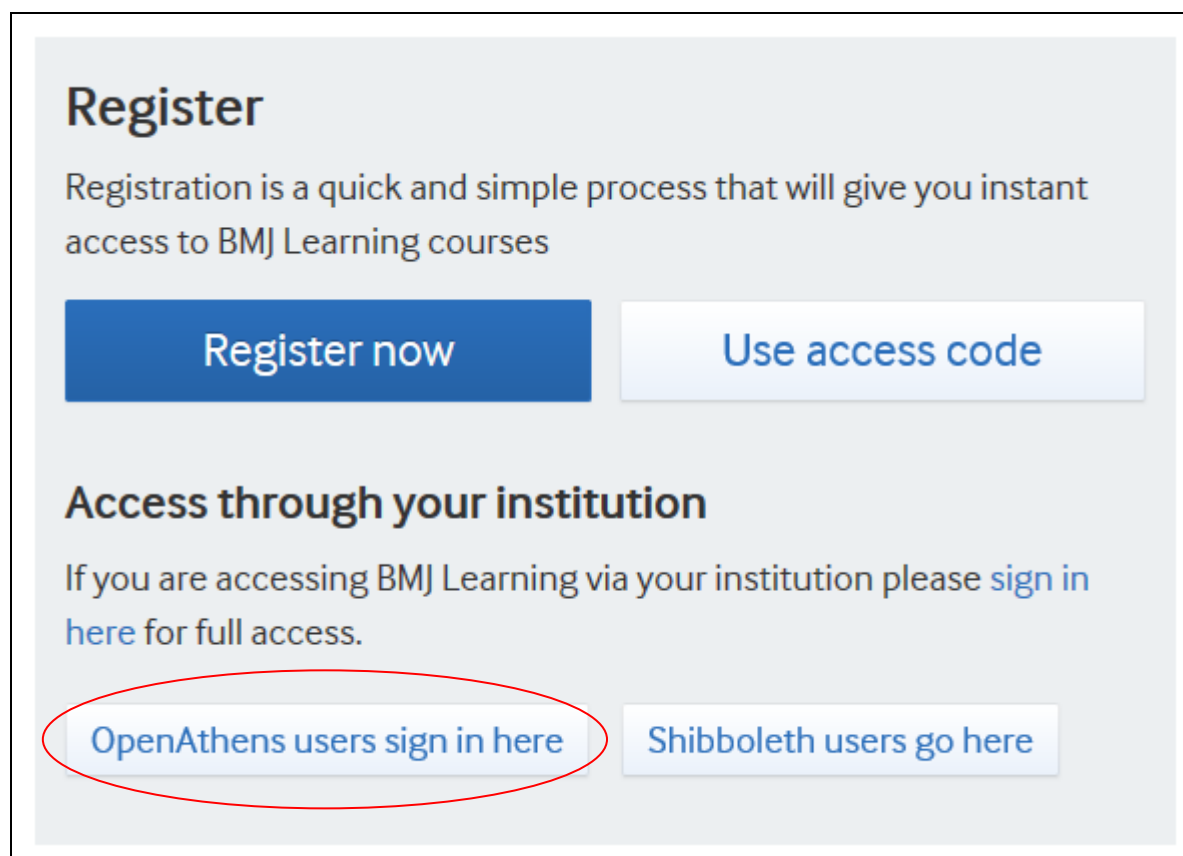 Register
Registration is a quick and simple process that will give you instant
access to BMJ Learning courses
Register now
Use access code
Access through your institution
If you are accessing BMJ Learning via your institution please sign in
here for full access.
OpenAthens users sign in here
Shibboleth users go here